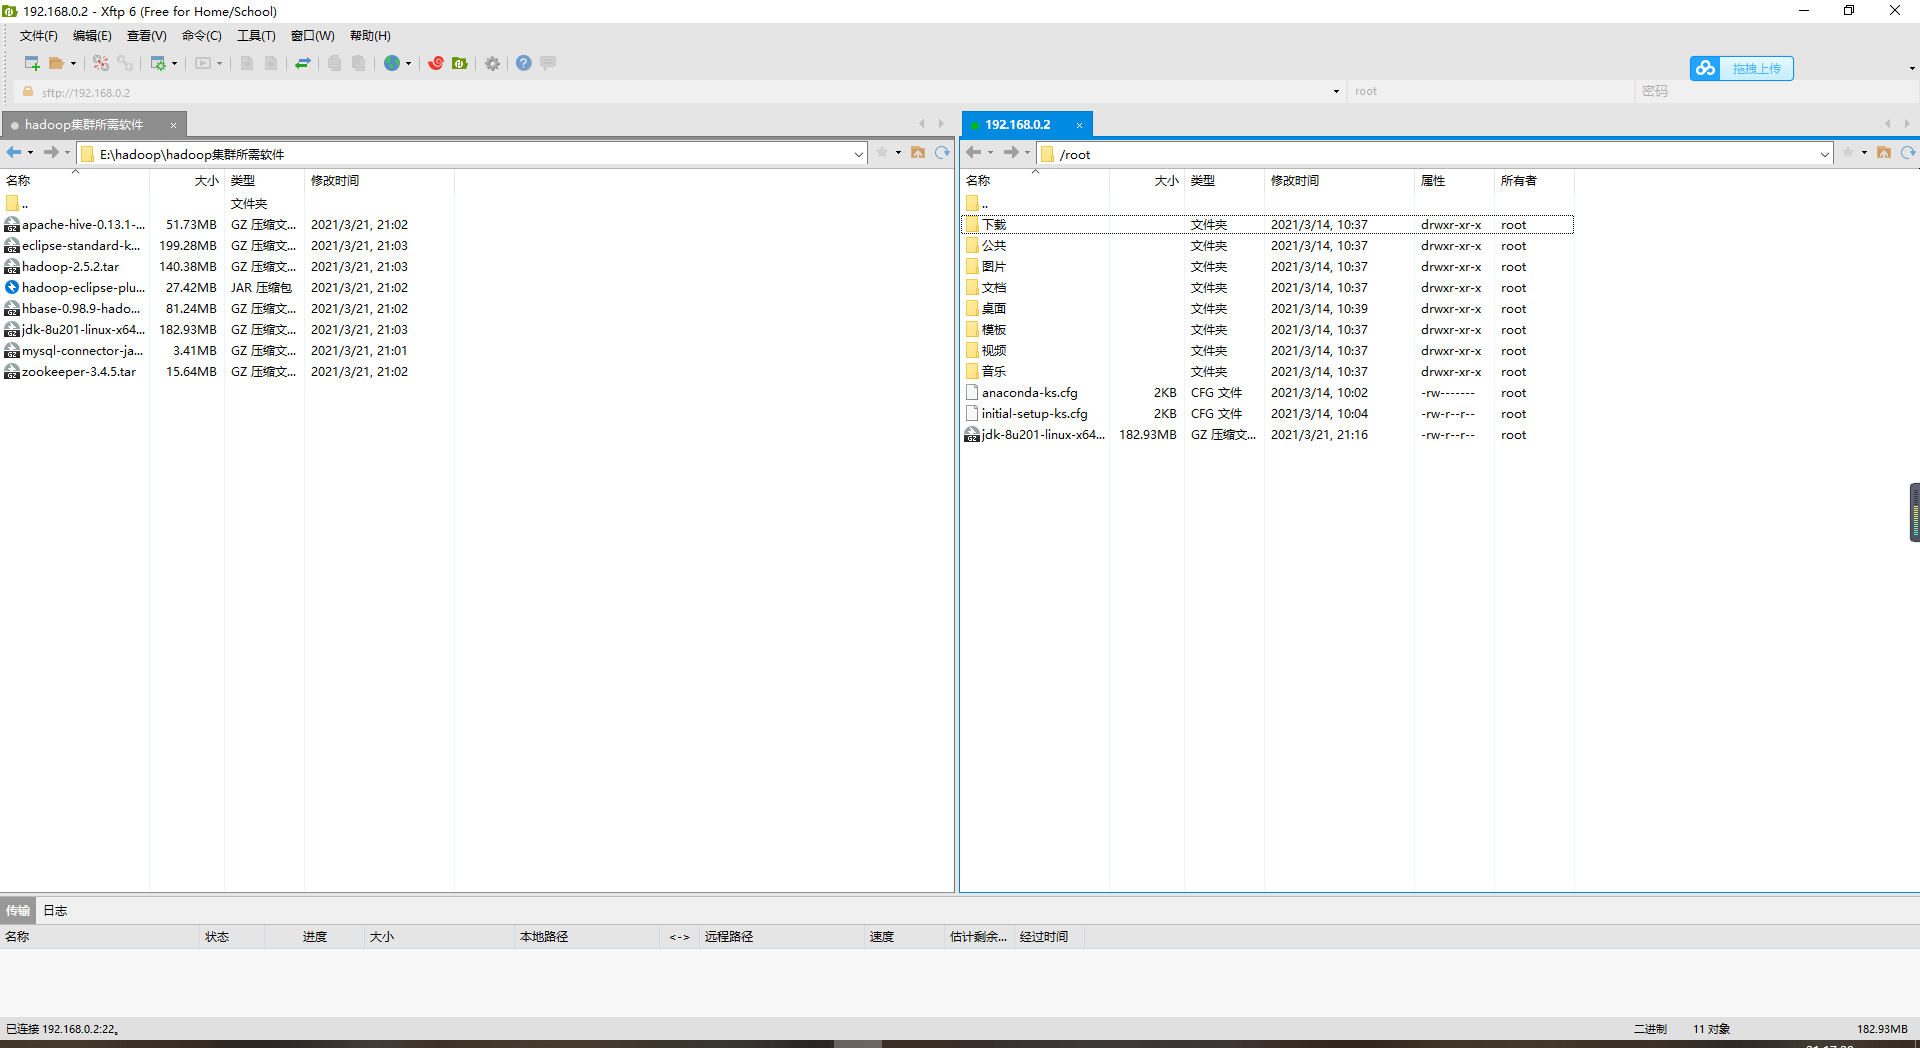 192.168.0.2 - Xftp 6 (Free for Home/School)
文件(F) 编辑(E) 查看(V) 命令(C) 工具(T) 窗口(W) 帮助(H)
拖拽上传
sftp://192.168.0.2 root 密码
hadoop集群所需软件 × 192.168.0.2 ×
E:\hadoop\hadoop集群所需软件
名称 大小 类型 修改时间
.. 文件夹
apache-hive-0.13.1-... 51.73MB GZ 压缩文... 2021/3/21, 21:02
eclipse-standard-k... 199.28MB GZ 压缩文... 2021/3/21, 21:03
hadoop-2.5.2.tar 140.38MB GZ 压缩文... 2021/3/21, 21:03
hadoop-eclipse-plu... 27.42MB JAR 压缩包 2021/3/21, 21:02
hbase-0.98.9-hado... 81.24MB GZ 压缩文... 2021/3/21, 21:02
jdk-8u201-linux-x64... 182.93MB GZ 压缩文... 2021/3/21, 21:03
mysql-connector-ja... 3.41MB GZ 压缩文... 2021/3/21, 21:01
zookeeper-3.4.5.tar 15.64MB GZ 压缩文... 2021/3/21, 21:02
/root
名称 大小 类型 修改时间 属性 所有者
..
下载 文件夹 2021/3/14, 10:37 drwxr-xr-x root
公共 文件夹 2021/3/14, 10:37 drwxr-xr-x root
图片 文件夹 2021/3/14, 10:37 drwxr-xr-x root
文档 文件夹 2021/3/14, 10:37 drwxr-xr-x root
桌面 文件夹 2021/3/14, 10:39 drwxr-xr-x root
模板 文件夹 2021/3/14, 10:37 drwxr-xr-x root
视频 文件夹 2021/3/14, 10:37 drwxr-xr-x root
音乐 文件夹 2021/3/14, 10:37 drwxr-xr-x root
anaconda-ks.cfg 2KB CFG 文件 2021/3/14, 10:02 -rw------- root
initial-setup-ks.cfg 2KB CFG 文件 2021/3/14, 10:04 -rw-r--r-- root
jdk-8u201-linux-x64... 182.93MB GZ 压缩文... 2021/3/21, 21:16 -rw-r--r-- root
传输 日志
名称 状态 进度 大小 本地路径 <-> 远程路径 速度 估计剩余... 经过时间
已连接 192.168.0.2:22。 二进制 11 对象 182.93MB